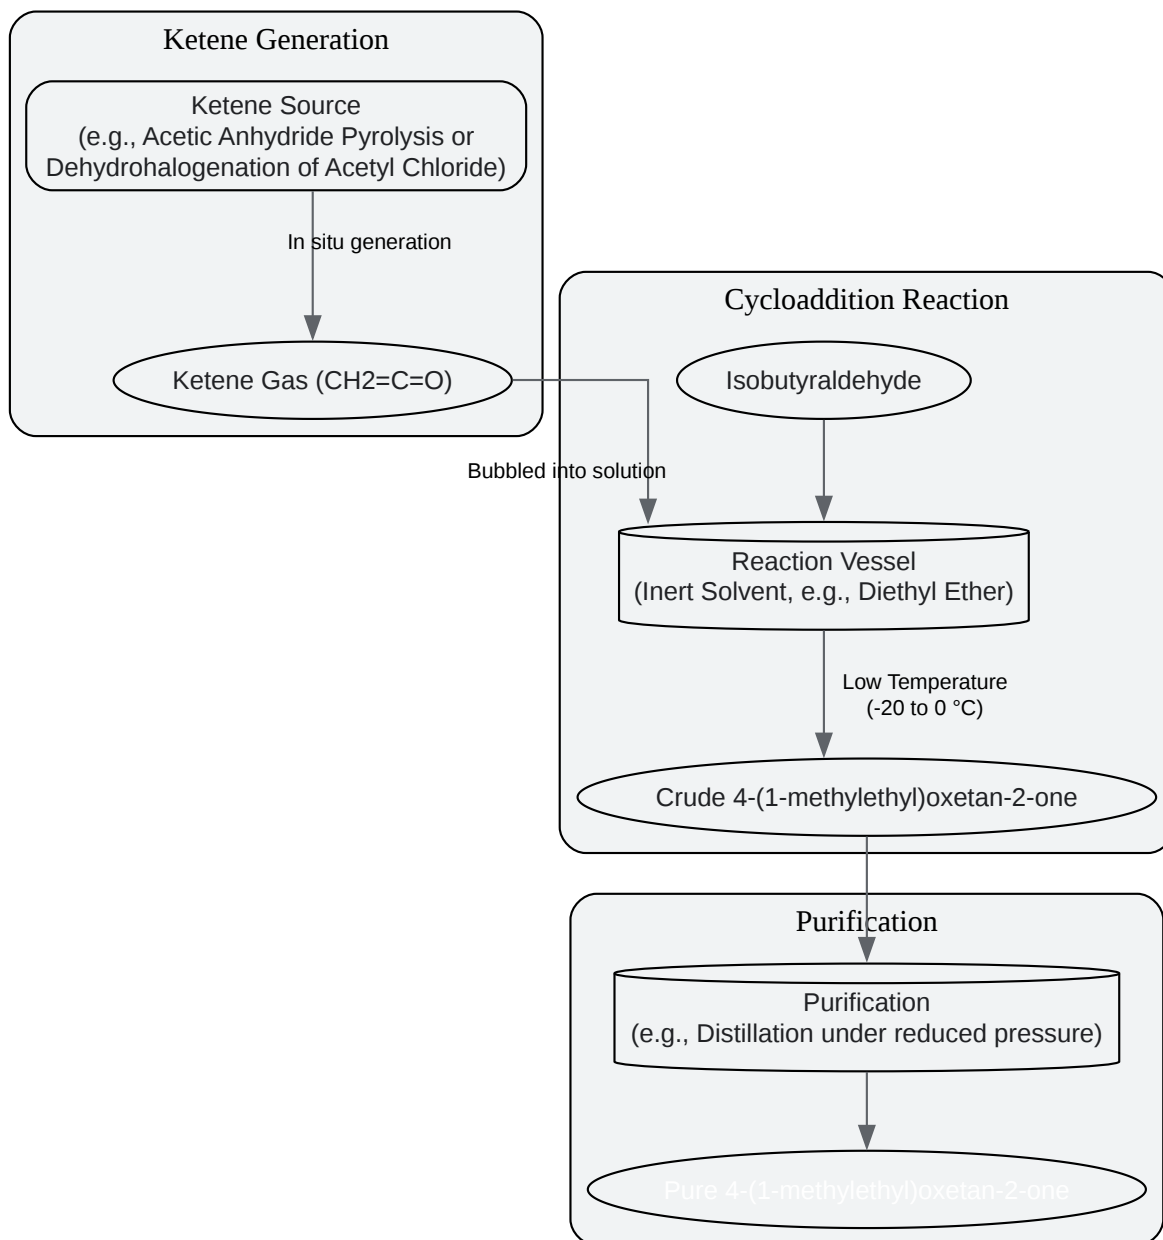 Ketene Generation
Ketene Source
(e.g., Acetic Anhydride Pyrolysis or
Dehydrohalogenation of Acetyl Chloride)
In situ generation
Ketene Gas (CH2=C=O)
Bubbled into solution
Cycloaddition Reaction
Isobutyraldehyde
Reaction Vessel
(Inert Solvent, e.g., Diethyl Ether)
Low Temperature
(-20 to 0 °C)
Crude 4-(1-methylethyl)oxetan-2-one
Purification
Purification
(e.g., Distillation under reduced pressure)
Pure 4-(1-methylethyl)oxetan-2-one